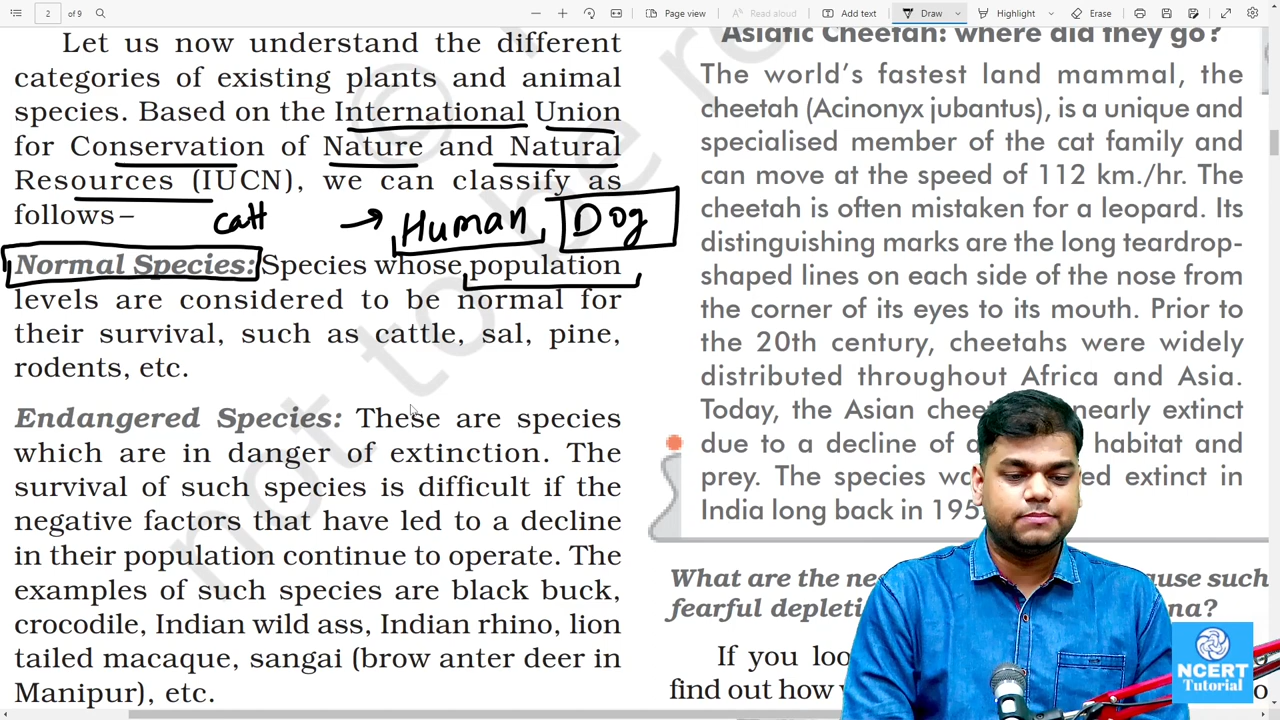 2 of 9
Page view
Read aloud
Add text
Draw
Highlight
Erase
Let us now understand the different
categories of existing plants and animal
species. Based on the International Union
for Conservation of Nature and Natural
Resources (IUCN), we can classify as
follows–
catt → Human Dog
Normal Species: Species whose population
levels are considered to be normal for
their survival, such as cattle, sal, pine,
rodents, etc.
Endangered Species: These are species
which are in danger of extinction. The
survival of such species is difficult if the
negative factors that have led to a decline
in their population continue to operate. The
examples of such species are black buck,
crocodile, Indian wild ass, Indian rhino, lion
tailed macaque, sangai (brow anter deer in
Manipur), etc.
not to be re
©
Asiatic Cheetah: where did they go?
The world's fastest land mammal, the
cheetah (Acinonyx jubantus), is a unique and
specialised member of the cat family and
can move at the speed of 112 km./hr. The
cheetah is often mistaken for a leopard. Its
distinguishing marks are the long teardrop-
shaped lines on each side of the nose from
the corner of its eyes to its mouth. Prior to
the 20th century, cheetahs were widely
distributed throughout Africa and Asia.
Today, the Asian chee nearly extinct
due to a decline of a habitat and
prey. The species wa ed extinct in
India long back in 195
What are the ne ause such
fearful depleti na?
If you loo
find out how
NCERT
Tutorial